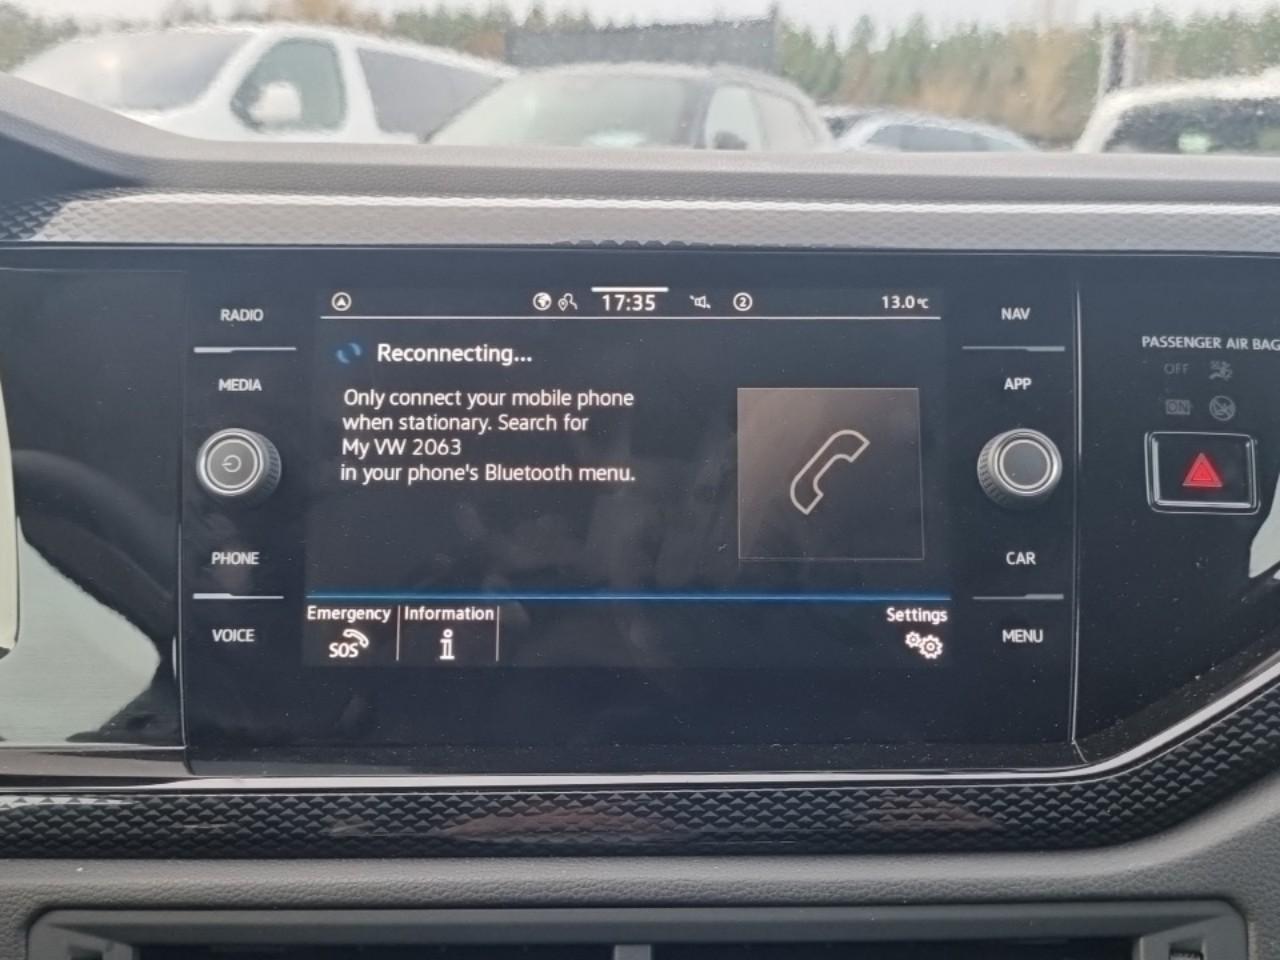 RADIO
MEDIA
PHONE
VOICE
17:35
2
13.0°C
Reconnecting...
Only connect your mobile phone
when stationary. Search for
My VW 2063
in your phone's Bluetooth menu.
Emergency
SOS
Information
i
Settings
NAV
APP
CAR
MENU
PASSENGER AIR BAG
OFF
ON